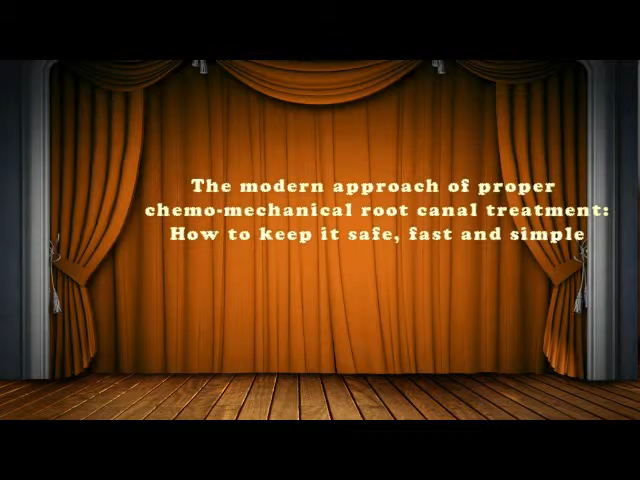 The modern approach of proper
chemo-mechanical root canal treatment:
How to keep it safe, fast and simple